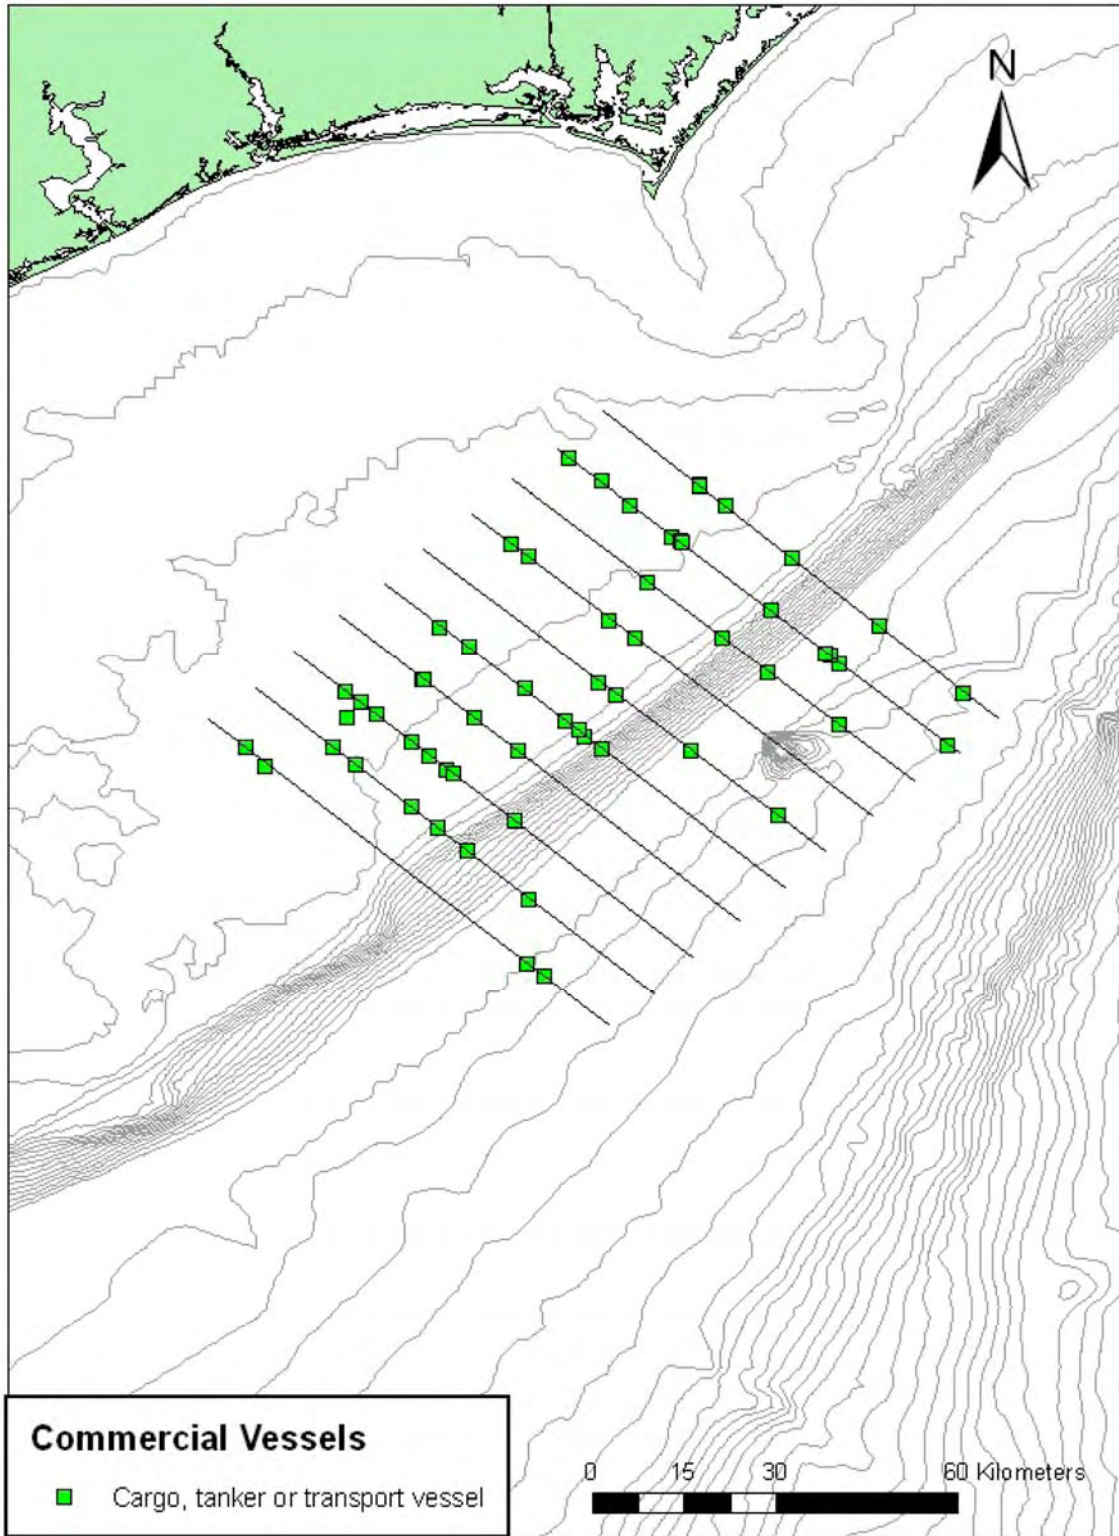 N
Commercial Vessels
Cargo, tanker or transport vessel
0 15 30 60 Kilometers